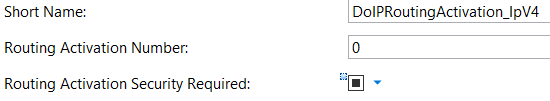 Short Name: DoIPRoutingActivation_IpV4
Routing Activation Number: 0
Routing Activation Security Required: